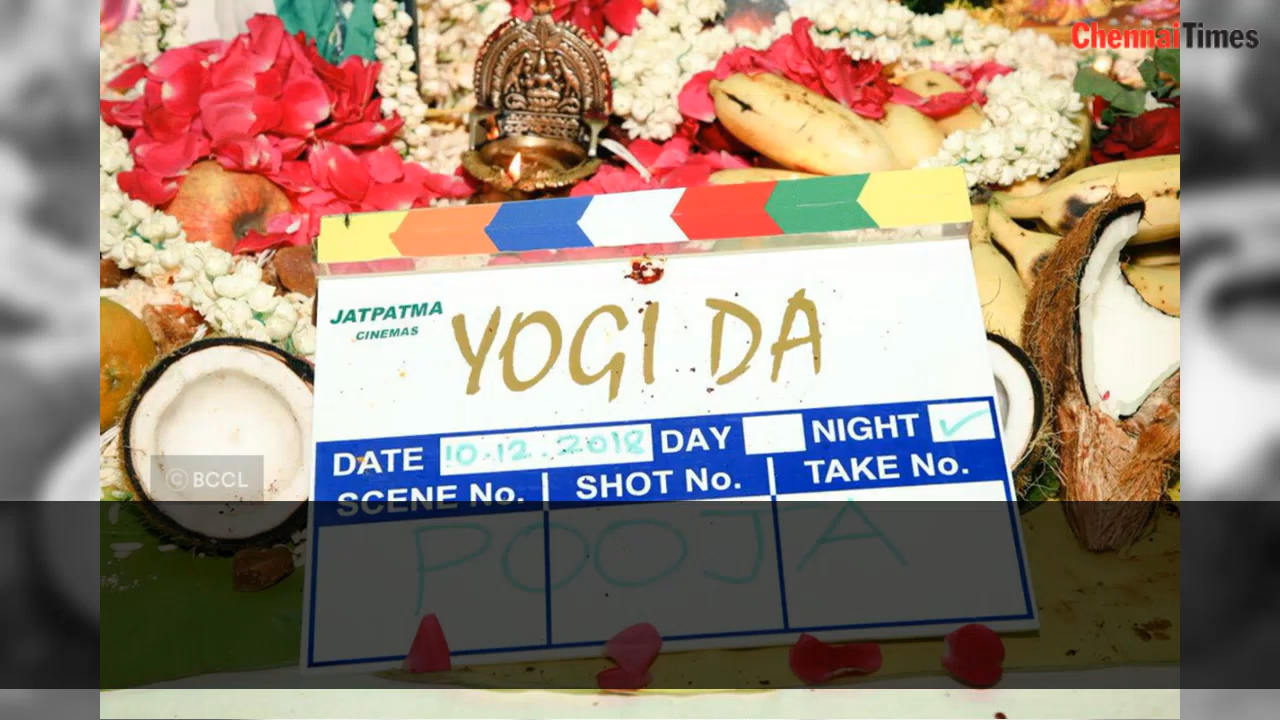 ChennaiTimes
JATPATMA
CINEMAS
YOGI DA
DATE 10.12.2018 DAY NIGHT ✓
SCENE No. SHOT No. TAKE No.
POOJA
© BCCL